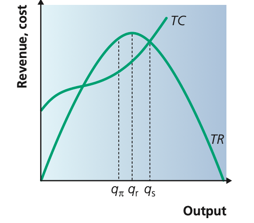 Revenue, cost
TC
TR
qπ qr qs
Output